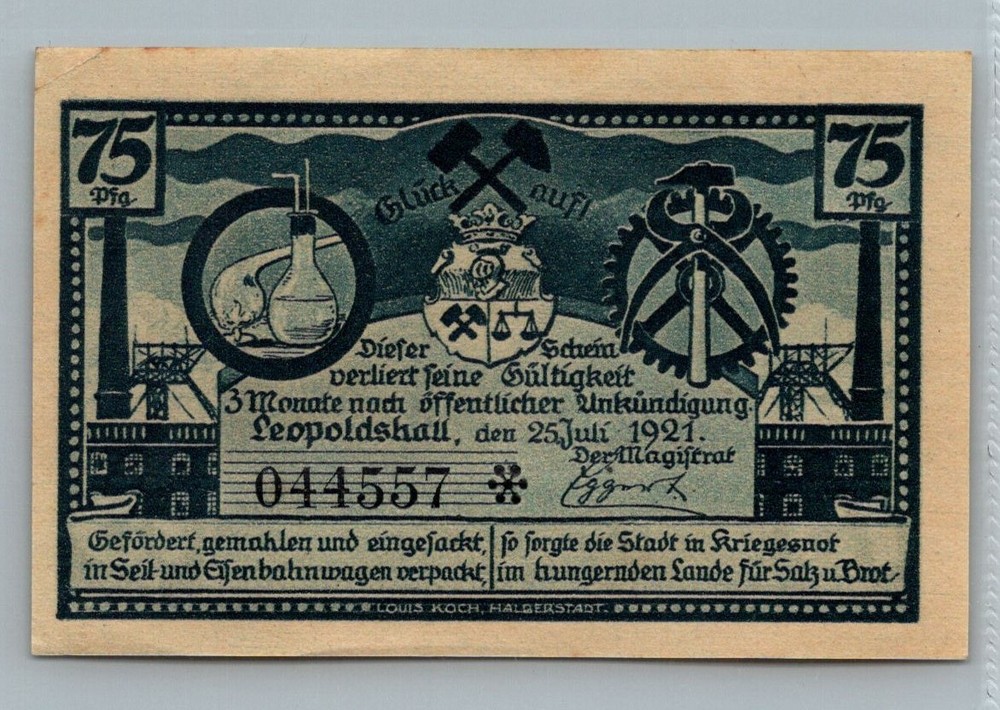 75
Pfg
75
Pfg
Glück auf!
Dieser Schein
verliert seine Gültigkeit
3 Monate nach öffentlicher Ankündigung.
Leopoldshall, den 25. Juli 1921.
Der Magistrat
Eggert
044557 *
Gefördert, gemahlen und eingesackt,
in Seil- und Eisenbahnwagen verpackt,
so sorgte die Stadt in Kriegesnot
im hungernden Lande für Salz u. Brot.
LOUIS KOCH, HALBERSTADT.